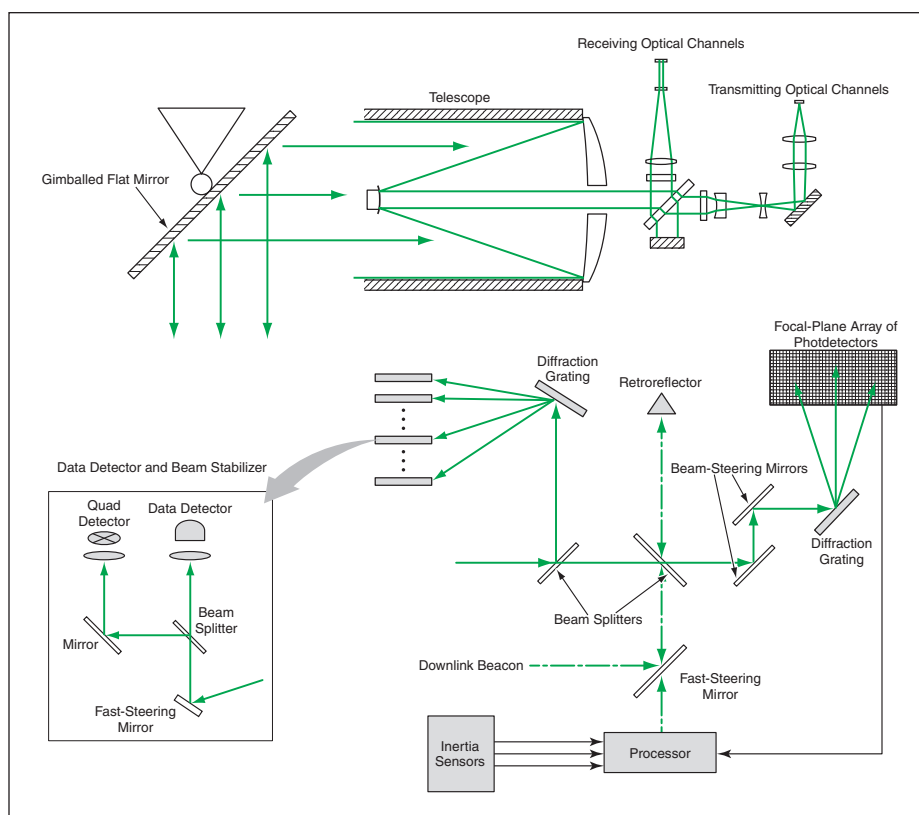 Receiving Optical Channels
Transmitting Optical Channels
Telescope
Gimballed Flat Mirror
Focal-Plane Array of
Photdetectors
Diffraction
Grating
Retroreflector
Data Detector and Beam Stabilizer
Beam-Steering Mirrors
Quad
Detector
Data Detector
Diffraction
Grating
Beam
Splitter
Mirror
Beam Splitters
Downlink Beacon
Fast-Steering
Mirror
Fast-Steering
Mirror
Inertia
Sensors
Processor